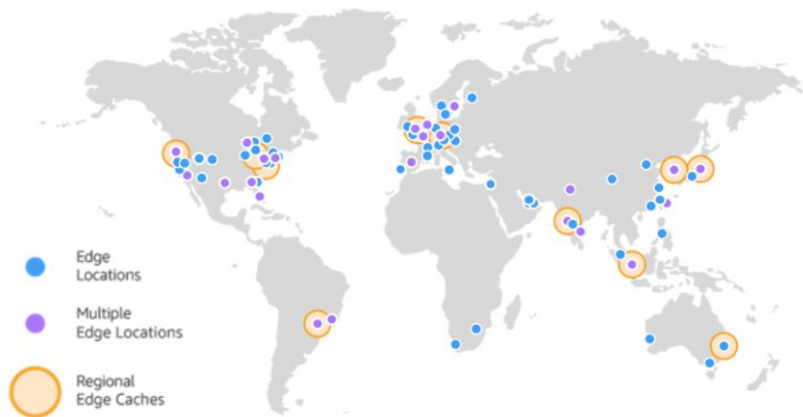 Edge
Locations
Multiple
Edge Locations
Regional
Edge Caches